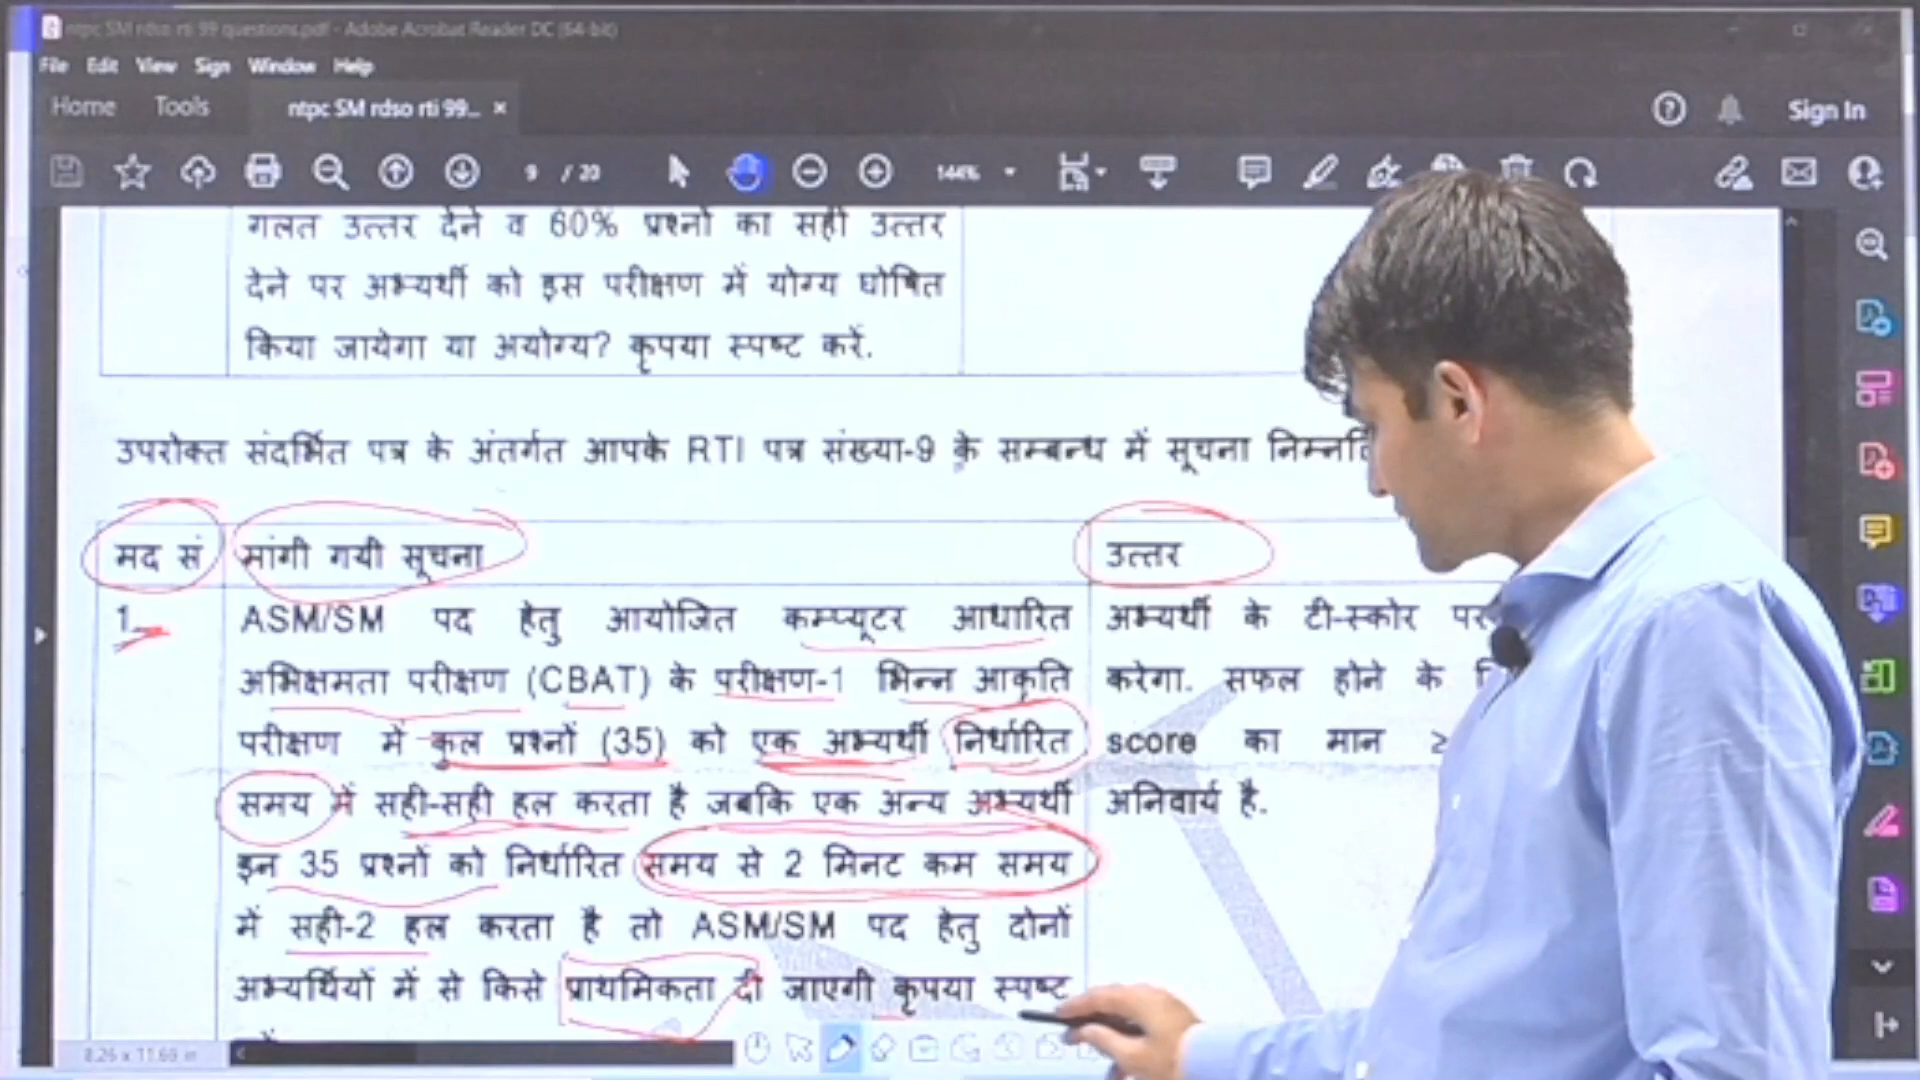 ntpc SM rdso rti 99 questions.pdf - Adobe Acrobat Reader DC (64-bit)
File Edit View Sign Window Help
Home Tools ntpc SM rdso rti 99... × Sign In
9 / 20 144%
गलत उत्तर देने व 60% प्रश्नों का सही उत्तर
देने पर अभ्यर्थी को इस परीक्षण में योग्य घोषित
किया जायेगा या अयोग्य? कृपया स्पष्ट करें.
उपरोक्त संदर्भित पत्र के अंतर्गत आपके RTI पत्र संख्या-9 के सम्बन्ध में सूचना
मद सं मांगी गयी सूचना उत्तर
1. ASM/SM पद हेतु आयोजित कम्प्यूटर आधारित अभ्यर्थी के टी-स्कोर पर
अभिक्षमता परीक्षण (CBAT) के परीक्षण-1 भिन्न आकृति करेगा. सफल होने के
परीक्षण में कुल प्रश्नों (35) को एक अभ्यर्थी निर्धारित score का मान ≥
समय में सही-सही हल करता है जबकि एक अन्य अभ्यर्थी अनिवार्य है.
इन 35 प्रश्नों को निर्धारित समय से 2 मिनट कम समय
में सही-2 हल करता है तो ASM/SM पद हेतु दोनों
अभ्यर्थियों में से किसे प्राथमिकता दी जाएगी कृपया स्पष्ट
8.26 x 11.69 in